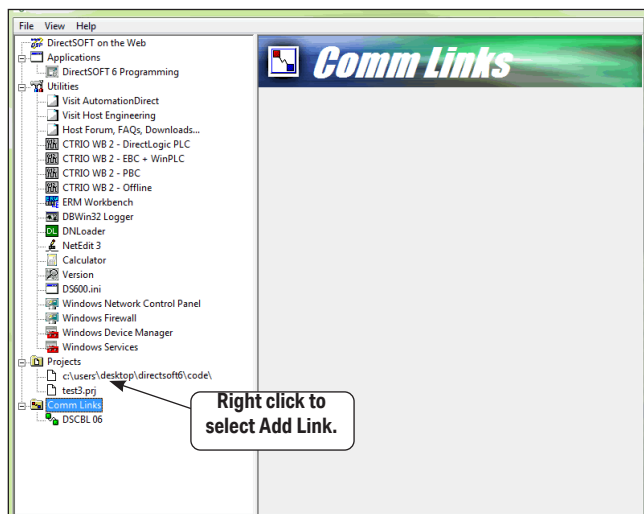 File View Help
DirectSOFT on the Web
Applications
DirectSOFT 6 Programming
Utilities
Visit AutomationDirect
Visit Host Engineering
Host Forum, FAQs, Downloads...
CTRIO WB 2 - DirectLogic PLC
CTRIO WB 2 - EBC + WinPLC
CTRIO WB 2 - PBC
CTRIO WB 2 - Offline
ERM Workbench
DBWin32 Logger
DL DNLoader
NetEdit 3
Calculator
Version
DS600.ini
Windows Network Control Panel
Windows Firewall
Windows Device Manager
Windows Services
Projects
c:\users\desktop\directsoft6\code\
test3.prj
Comm Links
DSCBL 06
Comm Links
Right click to
select Add Link.